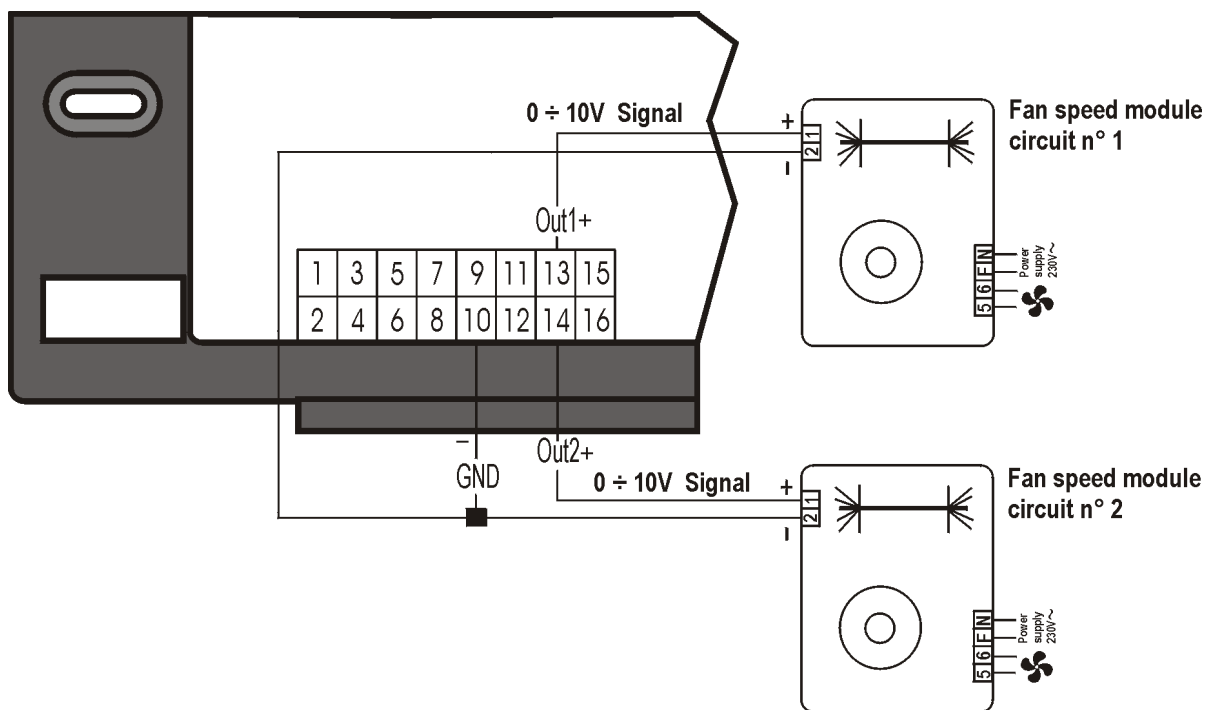 0 ÷ 10V Signal
+
1
2
-
Fan speed module
circuit n° 1
Out1+
1 3 5 7 9 11 13 15
2 4 6 8 10 12 14 16
N
F
6
5
Power
supply
230V~
-
GND
Out2+
0 ÷ 10V Signal
+
1
2
-
Fan speed module
circuit n° 2
N
F
6
5
Power
supply
230V~